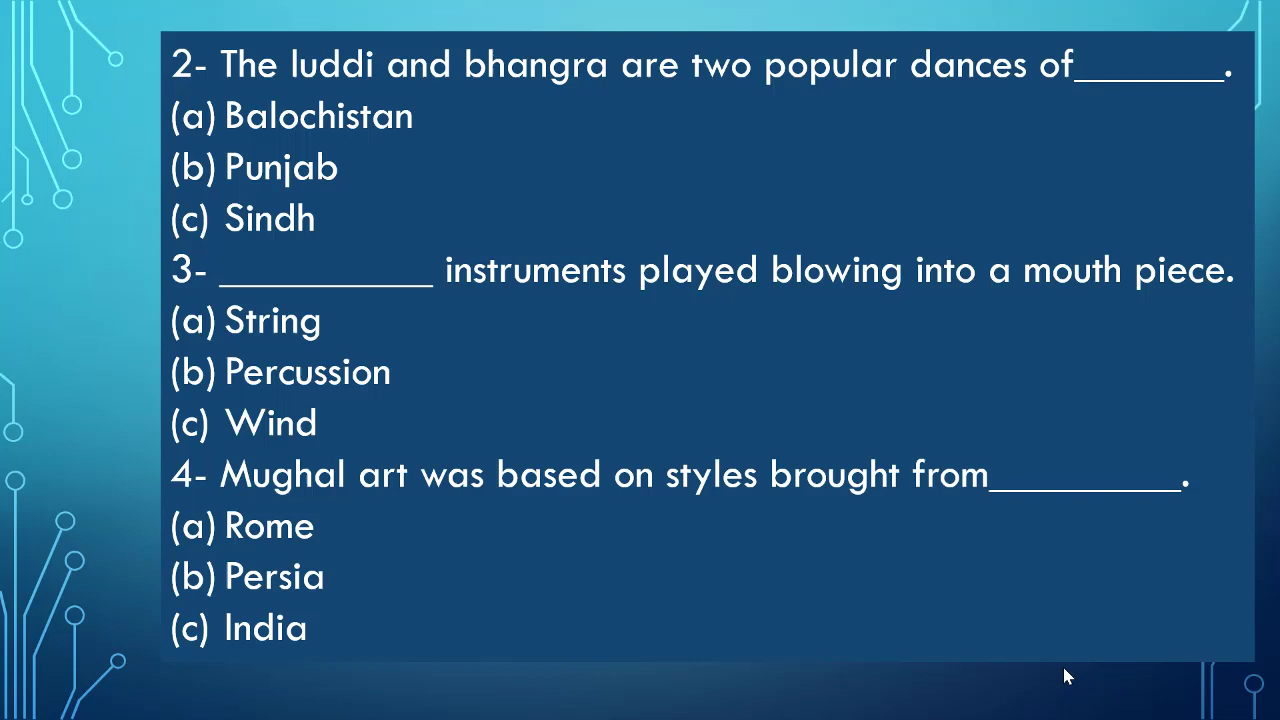 2- The luddi and bhangra are two popular dances of_______.
(a) Balochistan
(b) Punjab
(c) Sindh
3- __________ instruments played blowing into a mouth piece.
(a) String
(b) Percussion
(c) Wind
4- Mughal art was based on styles brought from_________.
(a) Rome
(b) Persia
(c) India